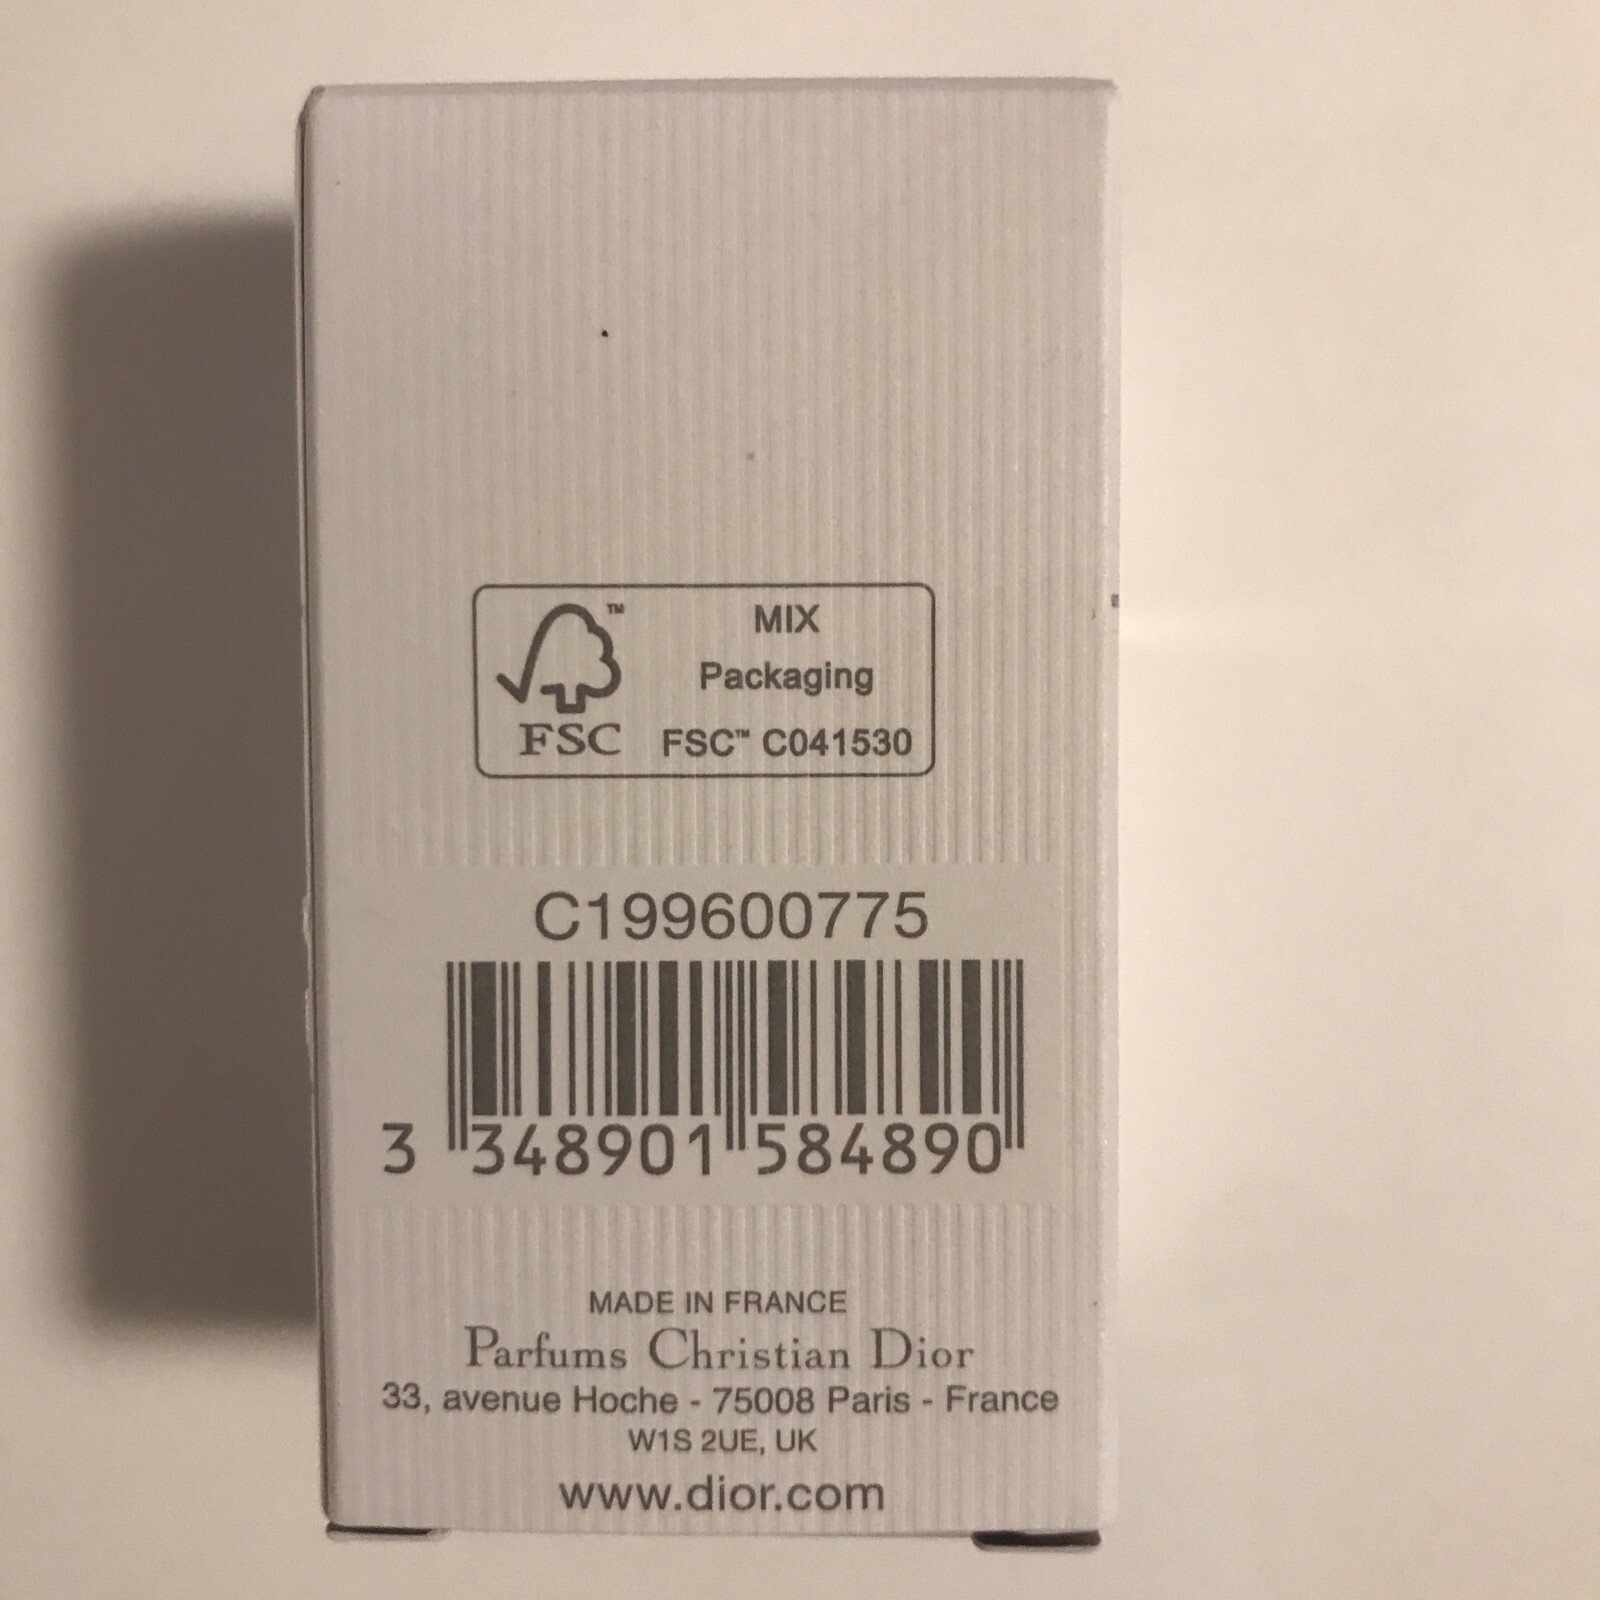 MIX
Packaging
FSC FSC™ C041530
C199600775
3 348901 584890
MADE IN FRANCE
Parfums Christian Dior
33, avenue Hoche - 75008 Paris - France
W1S 2UE, UK
www.dior.com